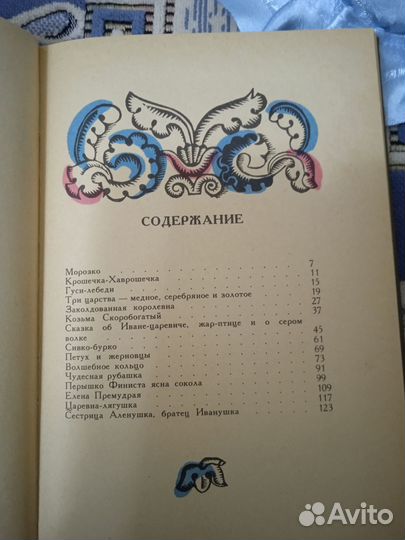 СОДЕРЖАНИЕ
Морозко . . . . . . . . . . . . . . 7
Крошечка-Хаврошечка . . . . . . . . . . 11
Гуси-лебеди . . . . . . . . . . . . . 15
Три царства — медное, серебряное и золотое . . . 19
Заколдованная королевна . . . . . . . . . 27
Козьма Скоробогатый . . . . . . . . . . 37
Сказка об Иване-царевиче, жар-птице и о сером
волке . . . . . . . . . . . . . . 45
Сивко-бурко . . . . . . . . . . . . . 61
Петух и жерновцы . . . . . . . . . . . 69
Волшебное кольцо . . . . . . . . . . . 73
Чудесная рубашка . . . . . . . . . . . 91
Перышко Финиста ясна сокола . . . . . . . . 99
Елена Премудрая . . . . . . . . . . . 109
Царевна-лягушка . . . . . . . . . . . 117
Сестрица Аленушка, братец Иванушка . . . . . . 123
Avito